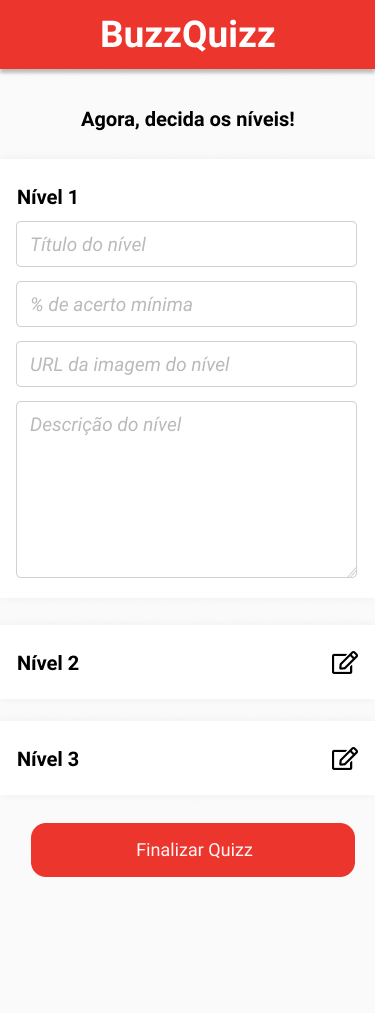 BuzzQuizz
Agora, decida os níveis!
Nível 1
Título do nível
% de acerto mínima
URL da imagem do nível
Descrição do nível
Nível 2
Nível 3
Finalizar Quizz